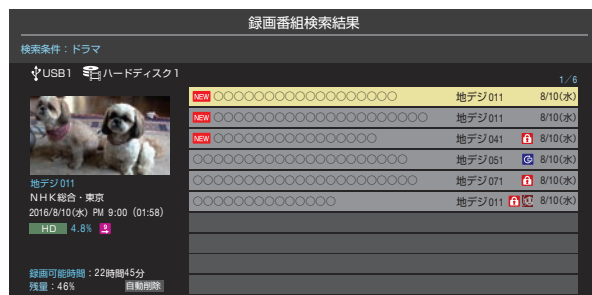 録画番組検索結果
検索条件：ドラマ
USB1 ハードディスク1
1／6
NEW 〇〇〇〇〇〇〇〇〇〇〇〇〇〇〇〇〇〇 地デジ011 8/10(水)
NEW 〇〇〇〇〇〇〇〇〇〇〇〇〇〇〇〇〇〇〇〇〇 地デジ011 8/10(水)
NEW 〇〇〇〇〇〇〇〇〇〇〇〇〇〇〇〇 地デジ041 8/10(水)
〇〇〇〇〇〇〇〇〇〇〇〇〇〇〇〇〇〇〇〇〇 地デジ051 8/10(水)
〇〇〇〇〇〇〇〇〇〇〇〇〇〇〇〇〇〇〇〇〇〇 地デジ071 8/10(水)
〇〇〇〇〇〇〇〇〇〇〇〇〇〇 地デジ011 8/10(水)
地デジ011
NHK総合・東京
2016/8/10(水) PM 9:00 (01:58)
HD 4.8%
録画可能時間：22時間45分
残量：46% 自動削除